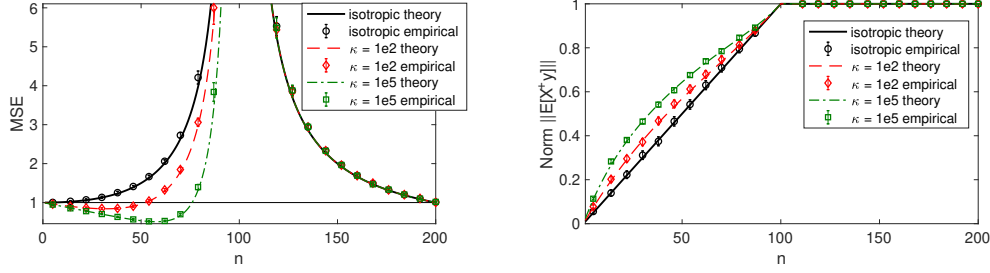 6
5
4
3
2
1
MSE
0
50
100
150
200
n
isotropic theory
isotropic empirical
κ = 1e2 theory
κ = 1e2 empirical
κ = 1e5 theory
κ = 1e5 empirical
1
0.8
0.6
0.4
0.2
0
Norm ||E[X⁺y]||
50
100
150
200
n
isotropic theory
isotropic empirical
κ = 1e2 theory
κ = 1e2 empirical
κ = 1e5 theory
κ = 1e5 empirical